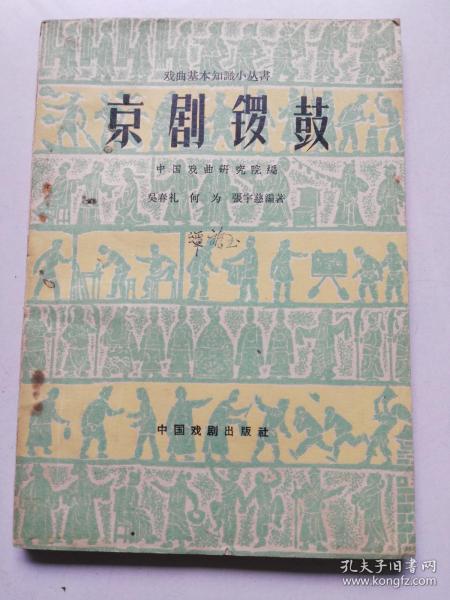 戏曲基本知識小丛書
京剧锣鼓
中国戏曲研究院編
吳春礼 何为 張宇慈編著
中国戏剧出版社
孔夫子旧书网
www.kongfz.com